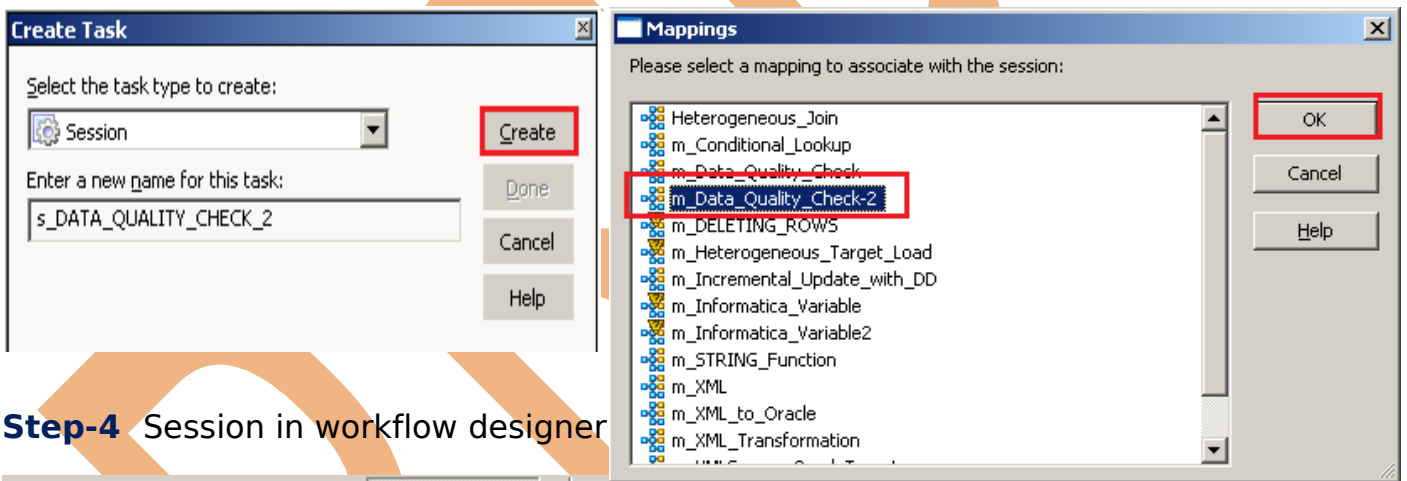 Create Task
Select the task type to create:
Session
Create
Enter a new name for this task:
Done
s_DATA_QUALITY_CHECK_2
Cancel
Help
Mappings
Please select a mapping to associate with the session:
Heterogeneous_Join
m_Conditional_Lookup
m_Data_Quality_Check
m_Data_Quality_Check-2
m_DELETING_ROWS
m_Heterogeneous_Target_Load
m_Incremental_Update_with_DD
m_Informatica_Variable
m_Informatica_Variable2
m_STRING_Function
m_XML
m_XML_to_Oracle
m_XML_Transformation
OK
Cancel
Help
Step-4 Session in workflow designer